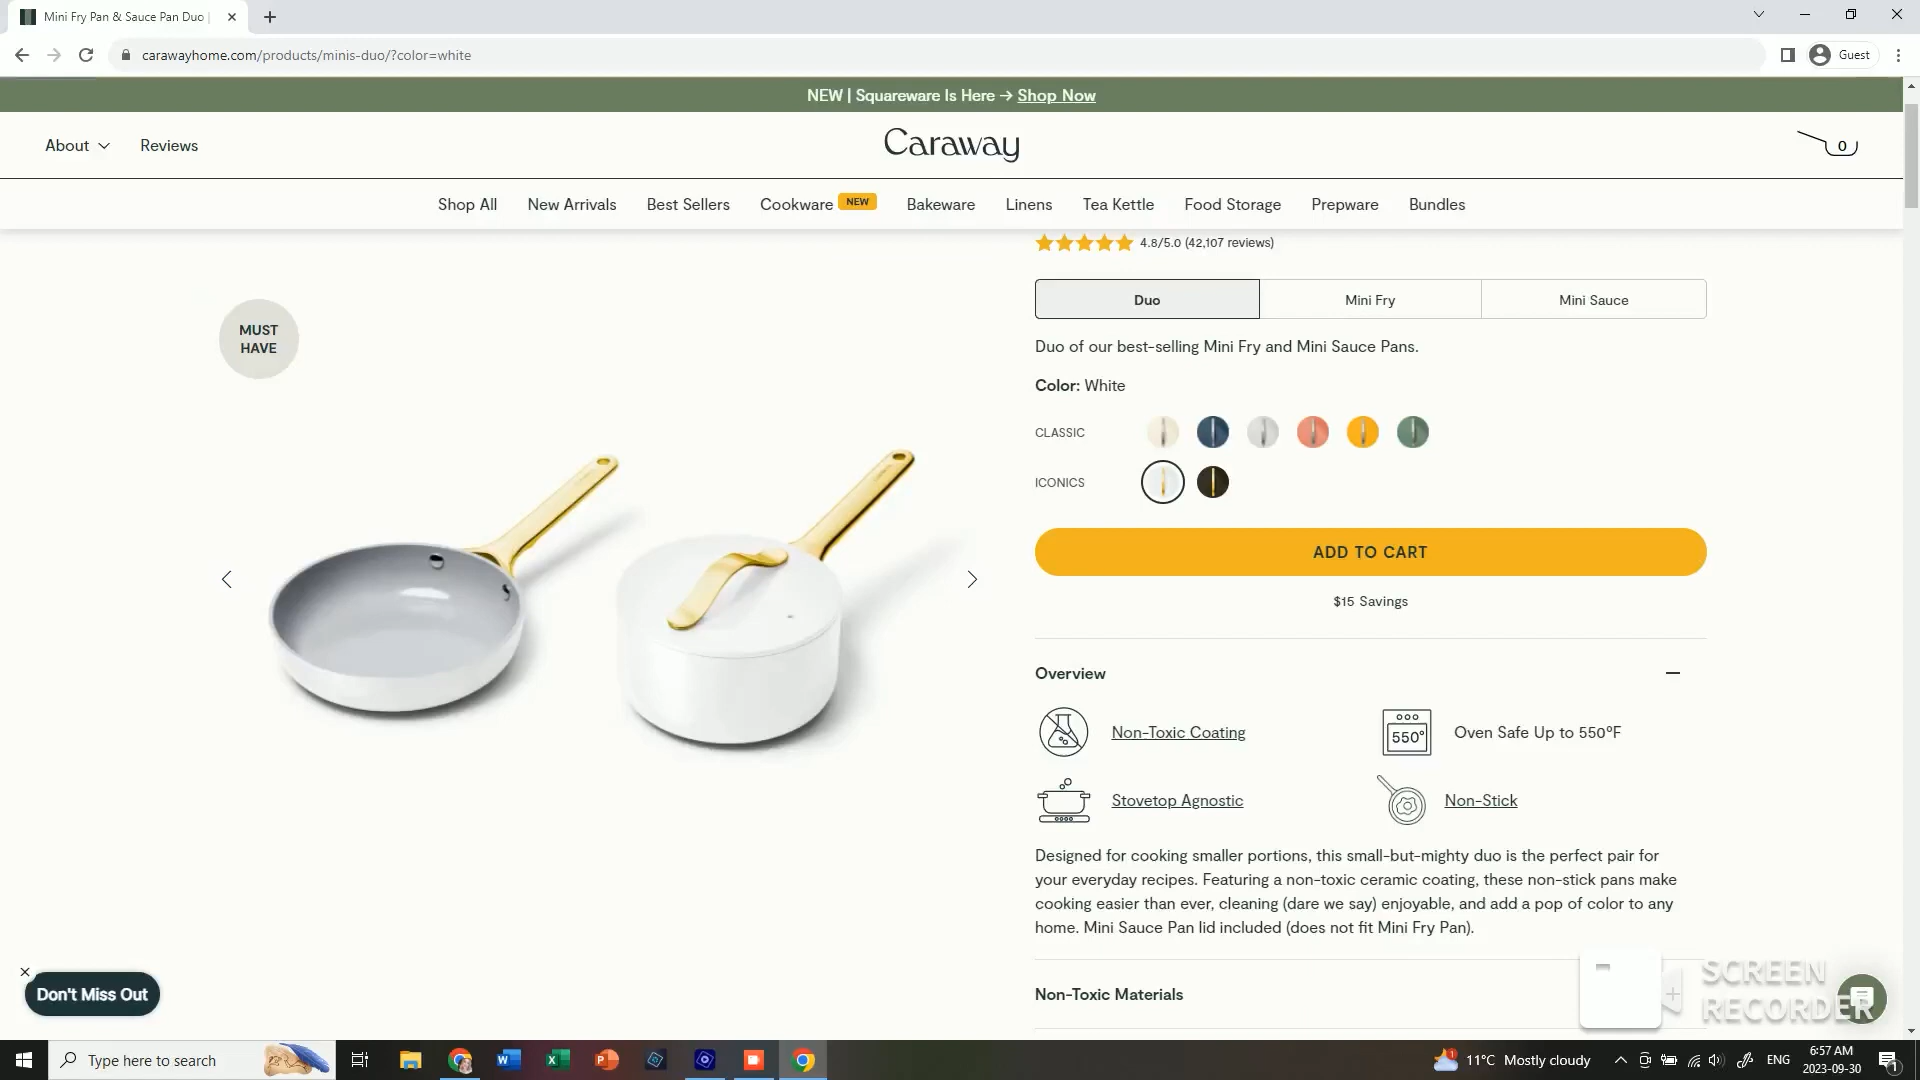 Mini Fry Pan & Sauce Pan Duo |
carawayhome.com/products/minis-duo/?color=white
Guest
NEW | Squareware Is Here → Shop Now
About
Reviews
Caraway
0
Shop All
New Arrivals
Best Sellers
Cookware NEW
Bakeware
Linens
Tea Kettle
Food Storage
Prepware
Bundles
4.8/5.0 (42,107 reviews)
MUST
HAVE
Duo
Mini Fry
Mini Sauce
Duo of our best-selling Mini Fry and Mini Sauce Pans.
Color: White
CLASSIC
ICONICS
ADD TO CART
$15 Savings
Overview
Non-Toxic Coating
550°
Oven Safe Up to 550°F
Stovetop Agnostic
Non-Stick
Designed for cooking smaller portions, this small-but-mighty duo is the perfect pair for
your everyday recipes. Featuring a non-toxic ceramic coating, these non-stick pans make
cooking easier than ever, cleaning (dare we say) enjoyable, and add a pop of color to any
home. Mini Sauce Pan lid included (does not fit Mini Fry Pan).
Non-Toxic Materials
Don't Miss Out
SCREEN
RECORDER
Type here to search
11°C Mostly cloudy
ENG
6:57 AM
2023-09-30
1